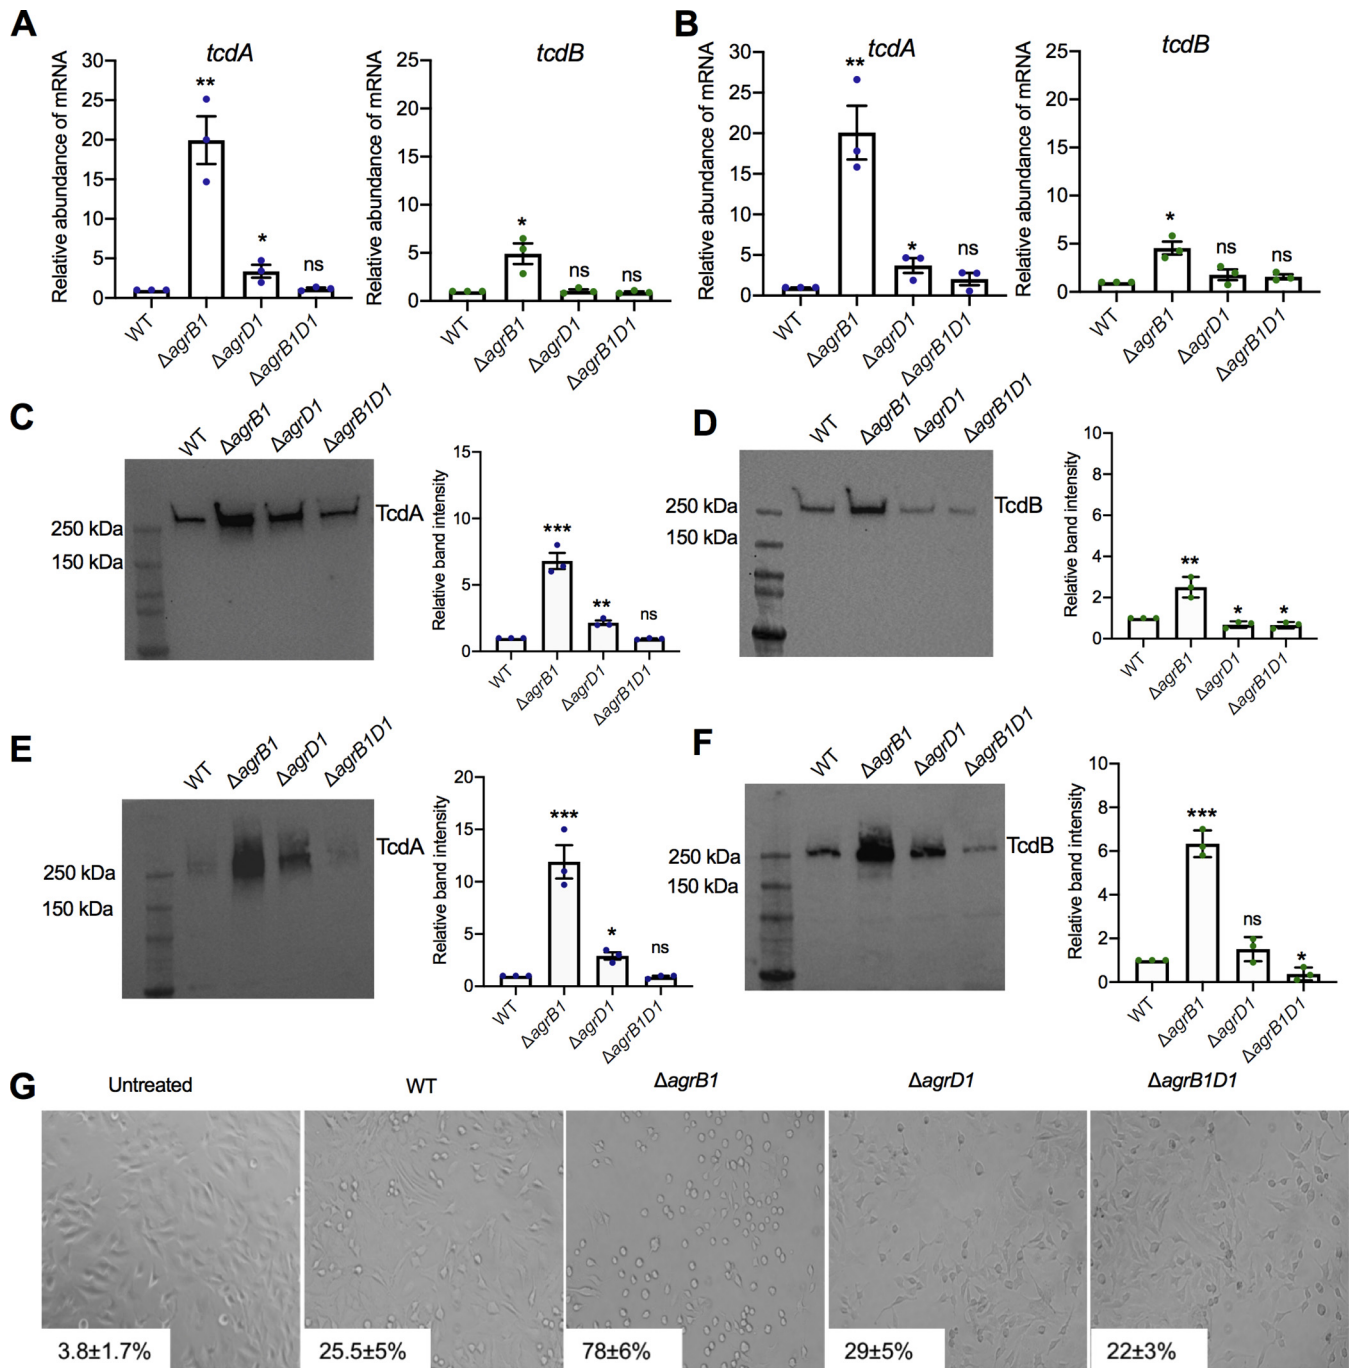 A
tcdA
Relative abundance of mRNA
30
25
20
15
10
5
0
**
*
ns
WT
ΔagrB1
ΔagrD1
ΔagrB1D1
tcdB
Relative abundance of mRNA
25
20
15
10
5
0
*
ns
ns
WT
ΔagrB1
ΔagrD1
ΔagrB1D1
B
tcdA
Relative abundance of mRNA
30
25
20
15
10
5
0
**
*
ns
WT
ΔagrB1
ΔagrD1
ΔagrB1D1
tcdB
Relative abundance of mRNA
25
20
15
10
5
0
*
ns
ns
WT
ΔagrB1
ΔagrD1
ΔagrB1D1
C
WT
ΔagrB1
ΔagrD1
ΔagrB1D1
TcdA
250 kDa
150 kDa
Relative band intensity
15
10
5
0
***
**
ns
WT
ΔagrB1
ΔagrD1
ΔagrB1D1
D
WT
ΔagrB1
ΔagrD1
ΔagrB1D1
TcdB
250 kDa
150 kDa
Relative band intensity
10
8
6
4
2
0
**
*
*
WT
ΔagrB1
ΔagrD1
ΔagrB1D1
E
WT
ΔagrB1
ΔagrD1
ΔagrB1D1
TcdA
250 kDa
150 kDa
Relative band intensity
20
15
10
5
0
***
*
ns
WT
ΔagrB1
ΔagrD1
ΔagrB1D1
F
WT
ΔagrB1
ΔagrD1
ΔagrB1D1
TcdB
250 kDa
150 kDa
Relative band intensity
10
8
6
4
2
0
***
ns
*
WT
ΔagrB1
ΔagrD1
ΔagrB1D1
G
Untreated
WT
ΔagrB1
ΔagrD1
ΔagrB1D1
3.8±1.7%
25.5±5%
78±6%
29±5%
22±3%